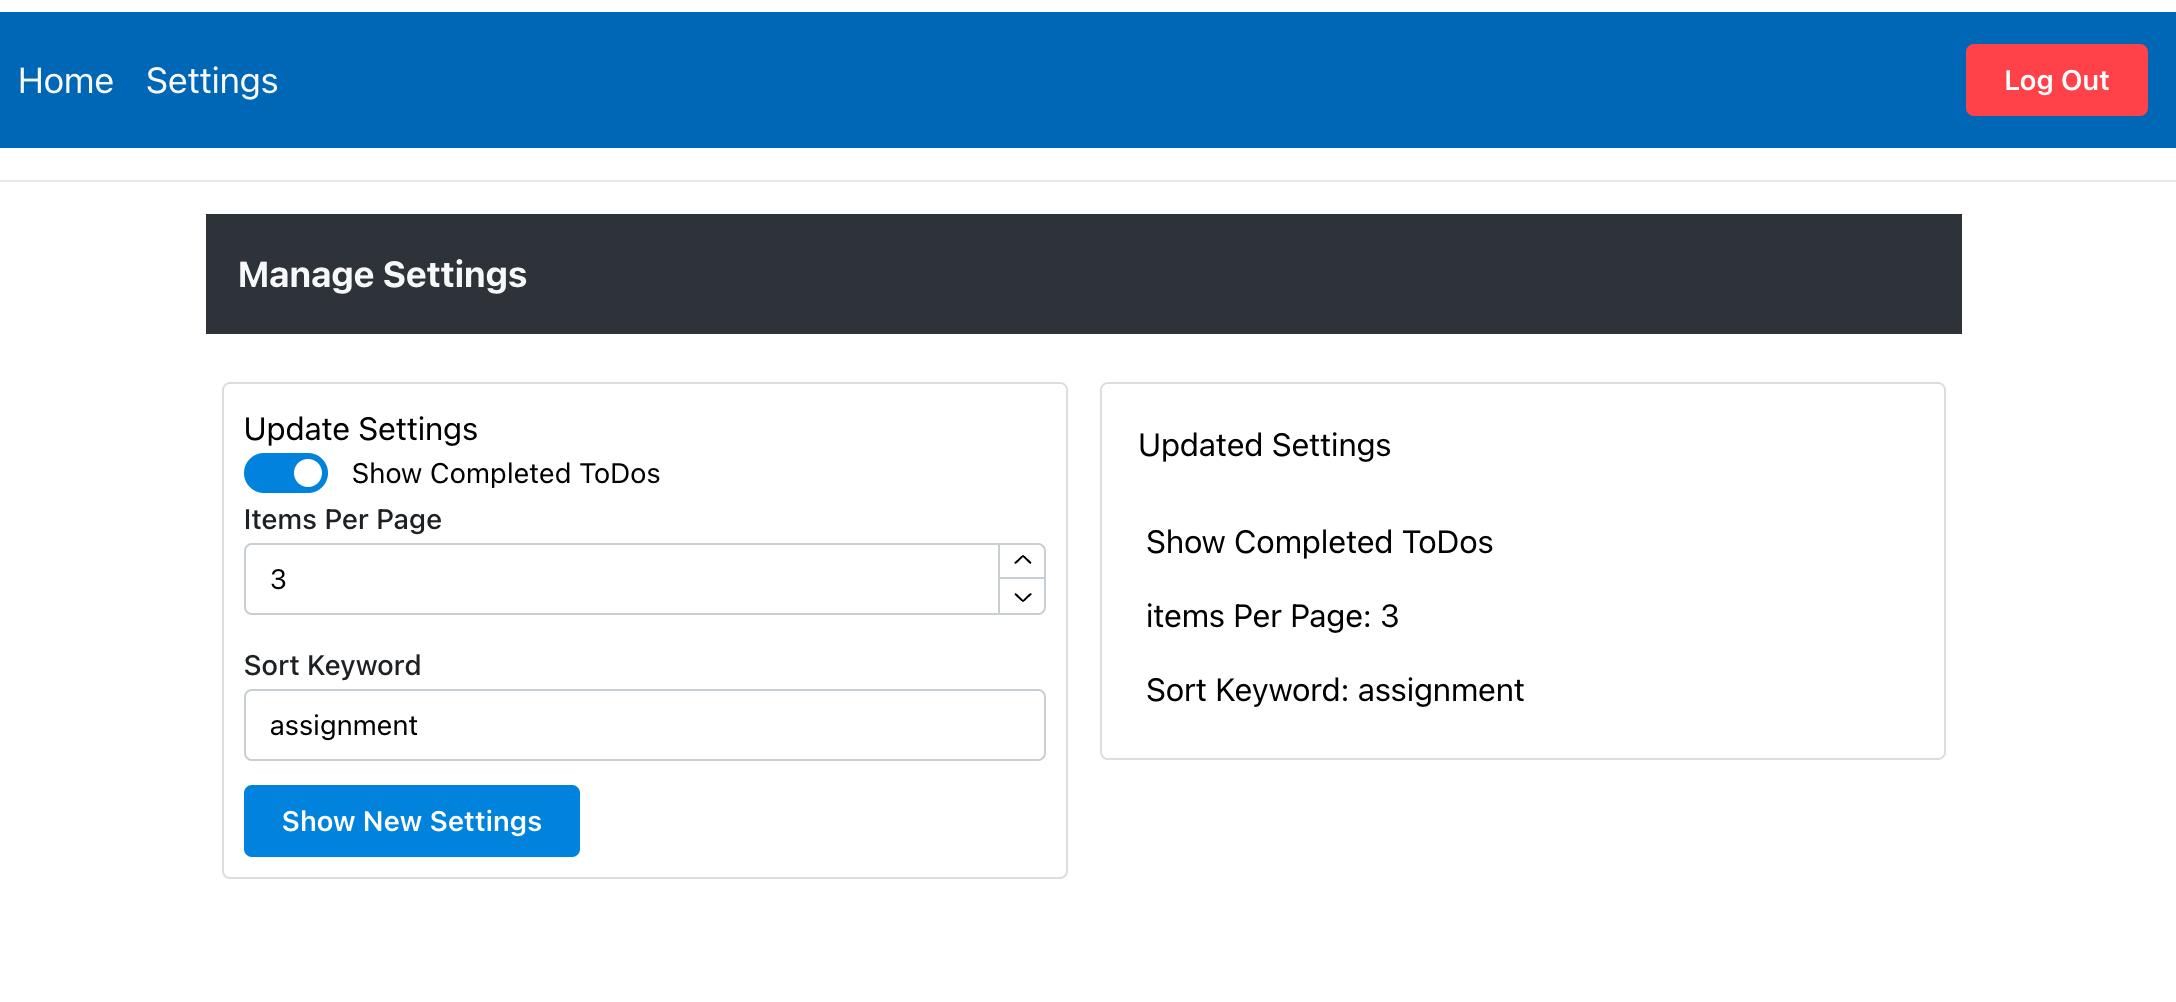 Home Settings Log Out
Manage Settings
Update Settings
Show Completed ToDos
Items Per Page
3
Sort Keyword
assignment
Show New Settings
Updated Settings
Show Completed ToDos
items Per Page: 3
Sort Keyword: assignment